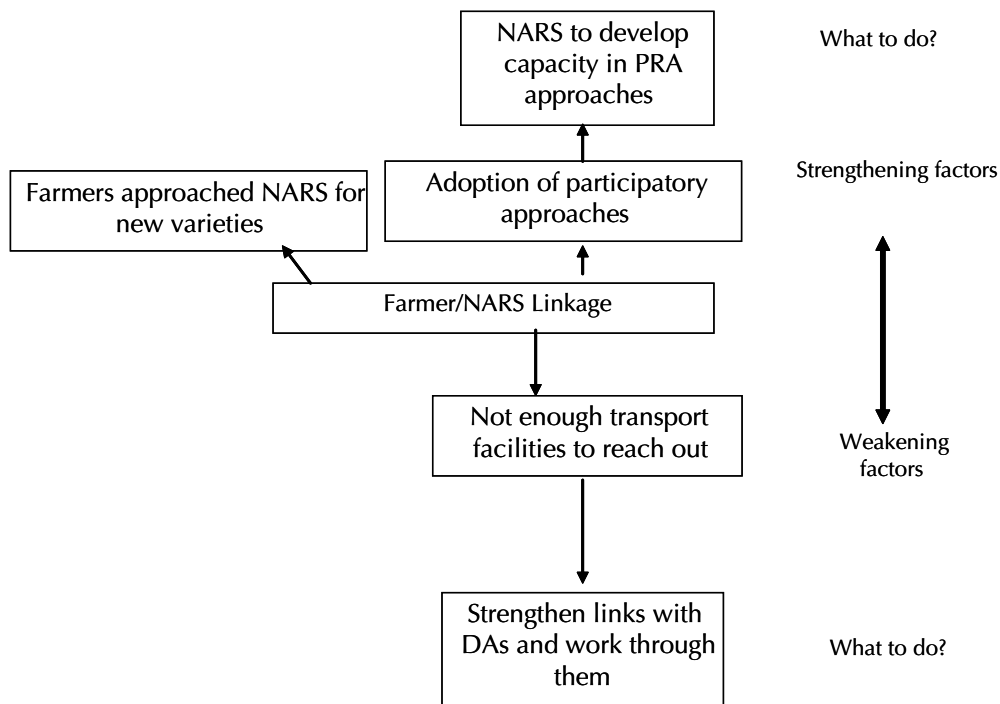 NARS to develop
capacity in PRA
approaches
What to do?
Farmers approached NARS for
new varieties
Adoption of participatory
approaches
Strengthening factors
Farmer/NARS Linkage
Not enough transport
facilities to reach out
Weakening
factors
Strengthen links with
DAs and work through
them
What to do?